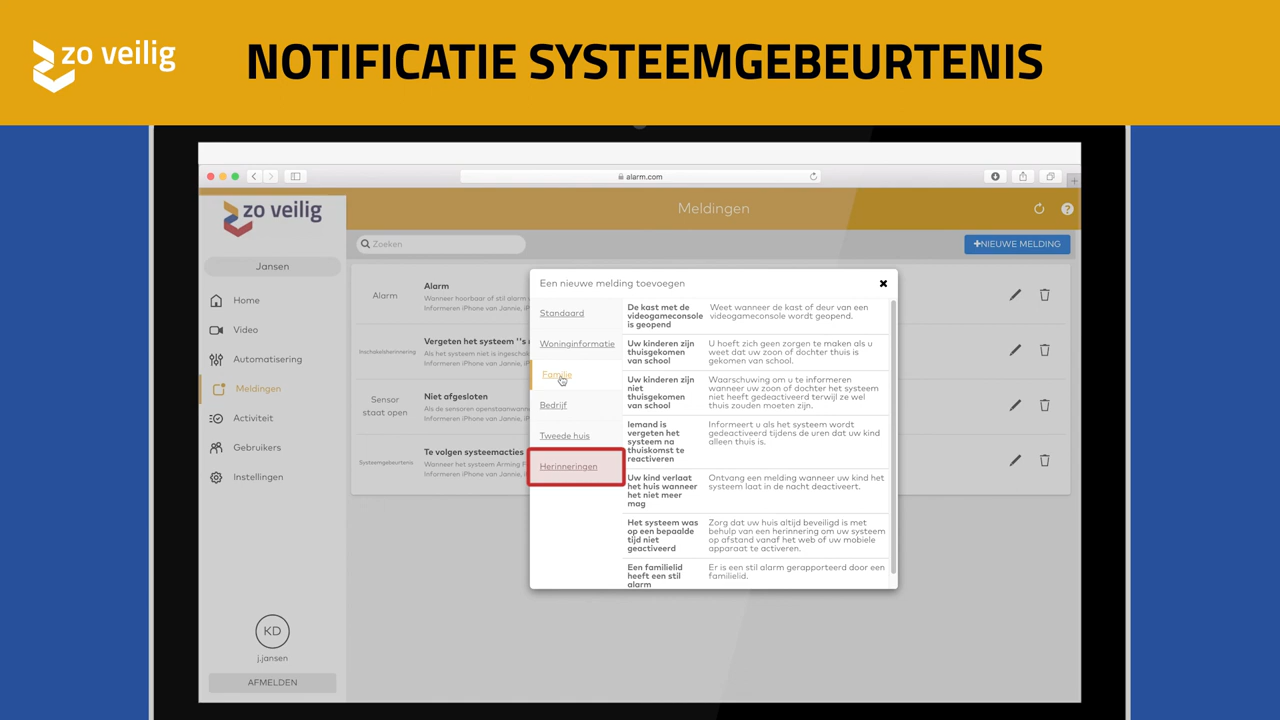 zo veilig
NOTIFICATIE SYSTEEMGEBEURTENIS
alarm.com
zo veilig
Meldingen
Zoeken
+NIEUWE MELDING
Jansen
Home
Video
Automatisering
Meldingen
Activiteit
Gebruikers
Instellingen
KD
j.jansen
AFMELDEN
Alarm
Alarm
Wanneer hoorbaar of stil alarm
Informeren iPhone van Jannie,
Inschakelsherinnering
Vergeten het systeem ''s
Als het systeem niet is
Informeren iPhone van Jannie,
Sensor
staat open
Niet afgesloten
Als de sensoren
Informeren iPhone van Jannie,
Systeemgebeurtenis
Te volgen systeemacties
Wanneer het systeem Arming
Informeren iPhone van Jannie,
Een nieuwe melding toevoegen
Standaard
Woninginformatie
Familie
Bedrijf
Tweede huis
Herinneringen
De kast met de
videogameconsole
is geopend
Weet wanneer de kast of deur van een
videogameconsole wordt geopend.
Uw kinderen zijn
thuisgekomen
van school
U hoeft zich geen zorgen te maken als u
weet dat uw zoon of dochter thuis is
gekomen van school.
Uw kinderen zijn
niet
thuisgekomen
van school
Waarschuwing om u te informeren
wanneer uw zoon of dochter het systeem
niet heeft gedeactiveerd terwijl ze wel
thuis zouden moeten zijn.
Iemand is
vergeten het
systeem na
thuiskomst te
reactiveren
Informeert u als het systeem wordt
gedeactiveerd tijdens de uren dat uw kind
alleen thuis is.
Uw kind verlaat
het huis wanneer
het niet meer
mag
Ontvang een melding wanneer uw kind het
systeem laat in de nacht deactiveert.
Het systeem was
op een bepaalde
tijd niet
geactiveerd
Zorg dat uw huis altijd beveiligd is met
behulp van een herinnering om uw systeem
op afstand vanaf het web of uw mobiele
apparaat te activeren.
Een familielid
heeft een stil
alarm
Er is een stil alarm gerapporteerd door een
familielid.